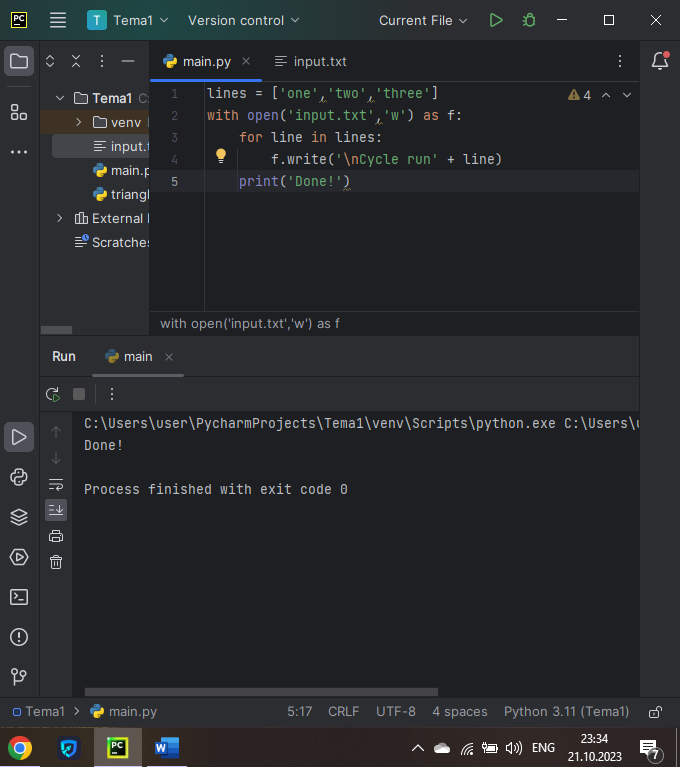 PC T Tema1 Version control Current File
main.py input.txt
Tema1 C:
venv
input.t
main.p
triang
External
Scratches
4
1 lines = ['one','two','three']
2 with open('input.txt','w') as f:
3 for line in lines:
4 f.write('\nCycle run' + line)
5 print('Done!')
with open('input.txt','w') as f
Run main
C:\Users\user\PycharmProjects\Tema1\venv\Scripts\python.exe C:\Users\u
Done!
Process finished with exit code 0
Tema1 main.py 5:17 CRLF UTF-8 4 spaces Python 3.11 (Tema1)
PC W ENG 23:34 7
21.10.2023